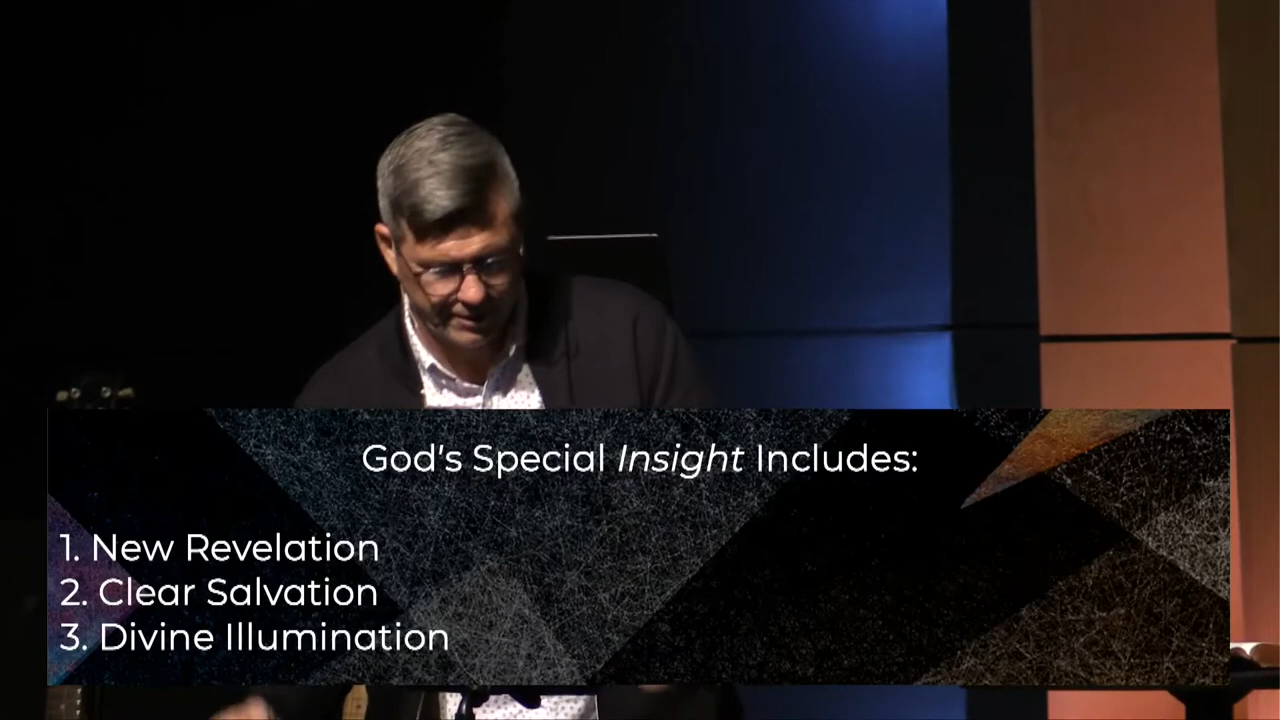 God's Special Insight Includes:
1. New Revelation
2. Clear Salvation
3. Divine Illumination